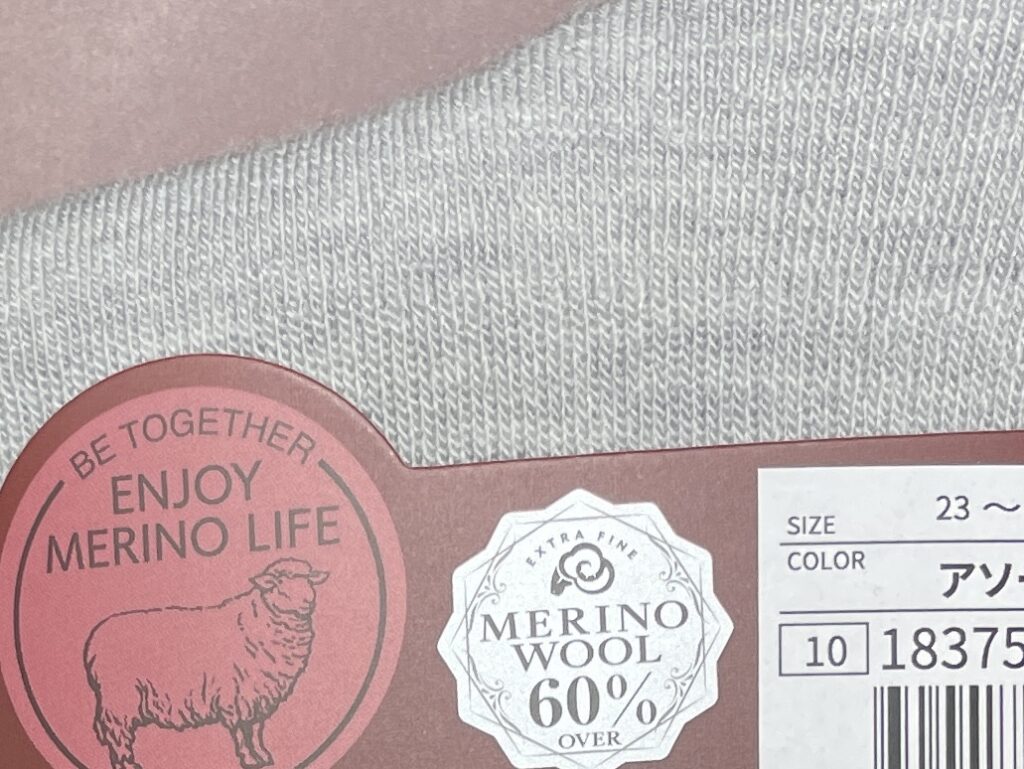 BE TOGETHER
ENJOY
MERINO LIFE
EXTRA FINE
MERINO
WOOL
60%
OVER
SIZE
23～
COLOR
アソ
10
18375